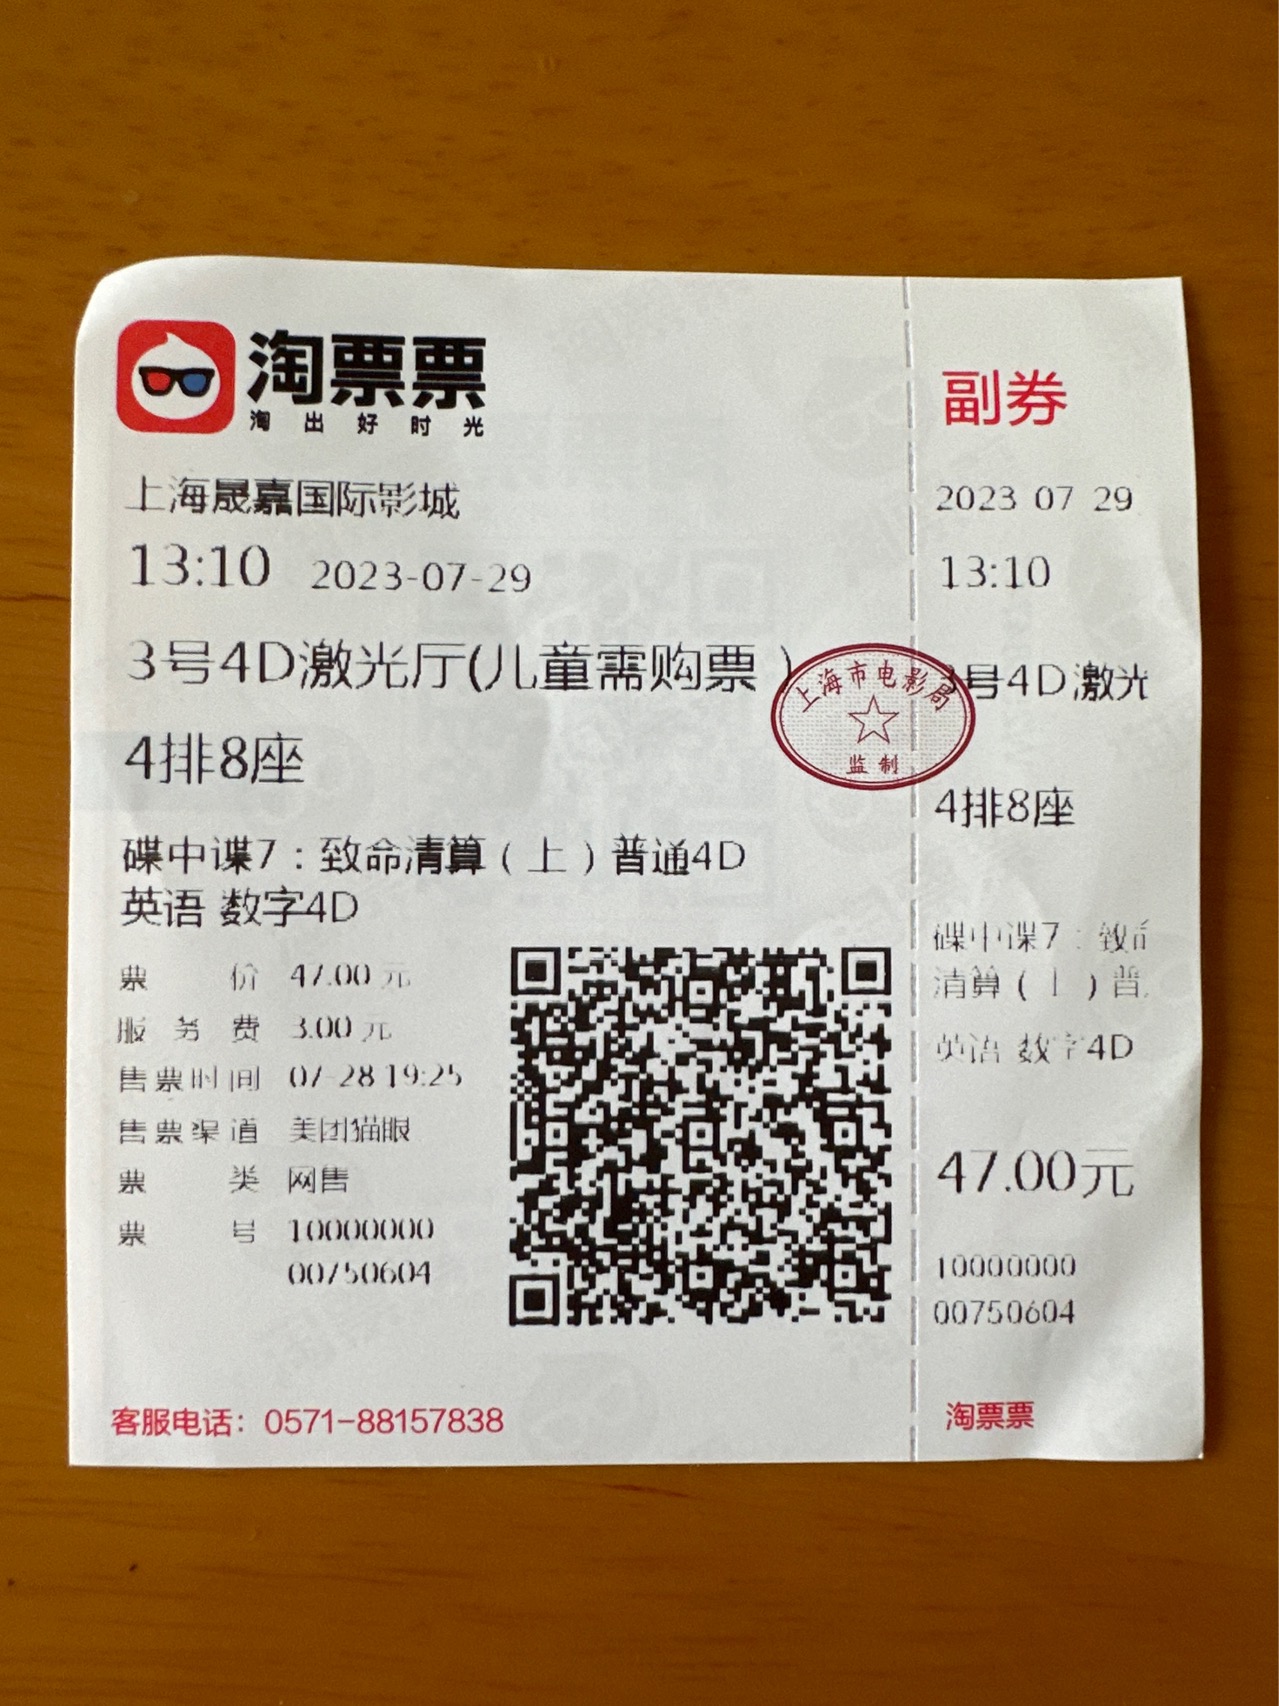 淘票票
淘出好时光
上海晟嘉国际影城
13:10 2023-07-29
3号4D激光厅(儿童需购票)
4排8座
碟中谍7：致命清算（上）普通4D
英语 数字4D
票价 47.00元
服务费 3.00元
售票时间 07-28 19:25
售票渠道 美团猫眼
票类 网售
票号 10000000
00750604
客服电话：0571-88157838
上海市电影局
监制
副券
2023 07 29
13:10
3号4D激光
4排8座
碟中谍7：致命
清算（上）普
英语 数字4D
47.00元
10000000
00750604
淘票票